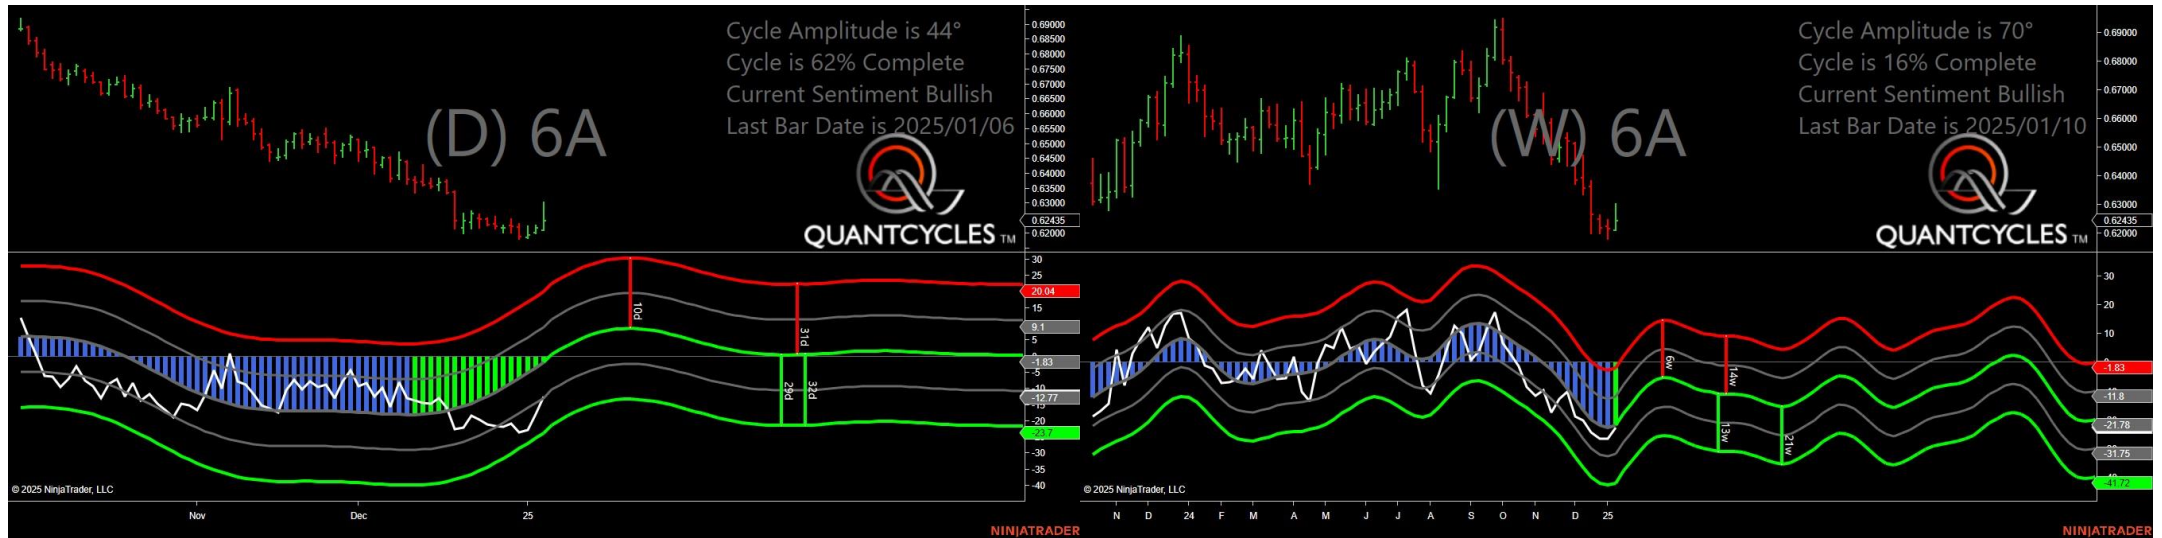 Cycle Amplitude is 44°
Cycle is 62% Complete
Current Sentiment Bullish
Last Bar Date is 2025/01/06
(D) 6A
QUANTCYCLES TM
0.69000
0.68500
0.68000
0.67500
0.67000
0.66500
0.66000
0.65500
0.65000
0.64500
0.64000
0.63500
0.63000
0.62435
0.62000
30
25
20.04
15
9.1
5
-1.83
-5
-10
-12.77
-15
-20
-23.7
-30
-35
-40
10d
31d
29d
32d
© 2025 NinjaTrader, LLC
Nov
Dec
25
NINJATRADER
Cycle Amplitude is 70°
Cycle is 16% Complete
Current Sentiment Bullish
Last Bar Date is 2025/01/10
(W) 6A
QUANTCYCLES TM
0.69000
0.68000
0.67000
0.66000
0.65000
0.64000
0.63000
0.62435
0.62000
30
20
10
-1.83
-11.8
-21.78
-31.75
-41.72
6w
14w
13w
21w
© 2025 NinjaTrader, LLC
N D 24 F M A M J J A S O N D 25
NINJATRADER